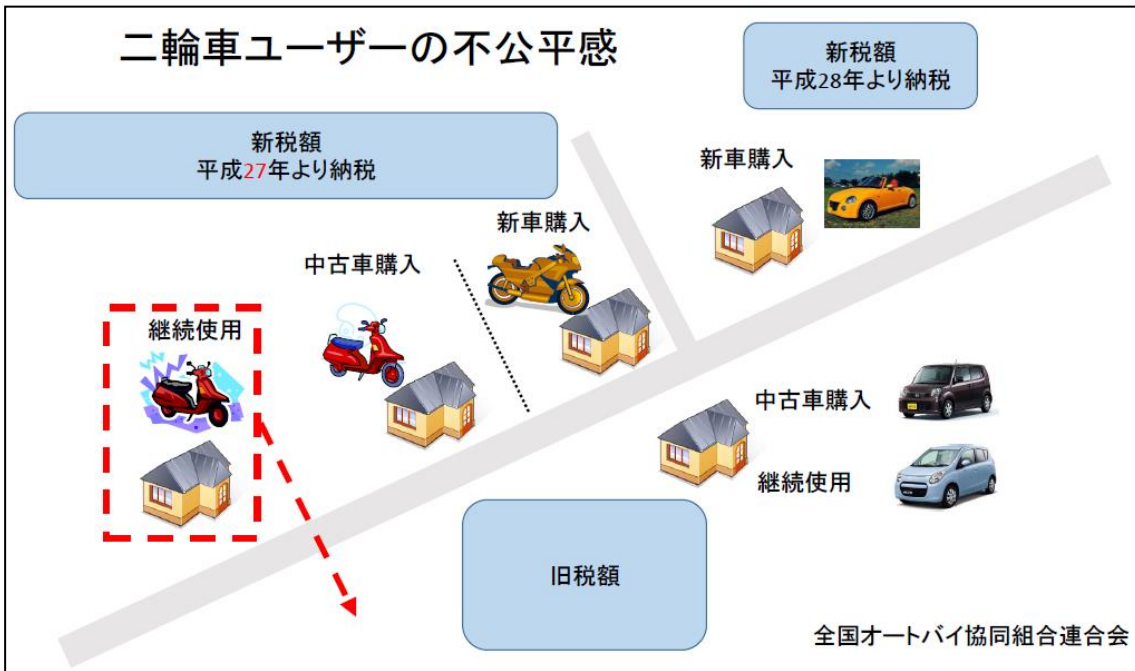 二輪車ユーザーの不公平感
新税額
平成28年より納税
新税額
平成27年より納税
新車購入
新車購入
中古車購入
継続使用
中古車購入
継続使用
旧税額
全国オートバイ協同組合連合会